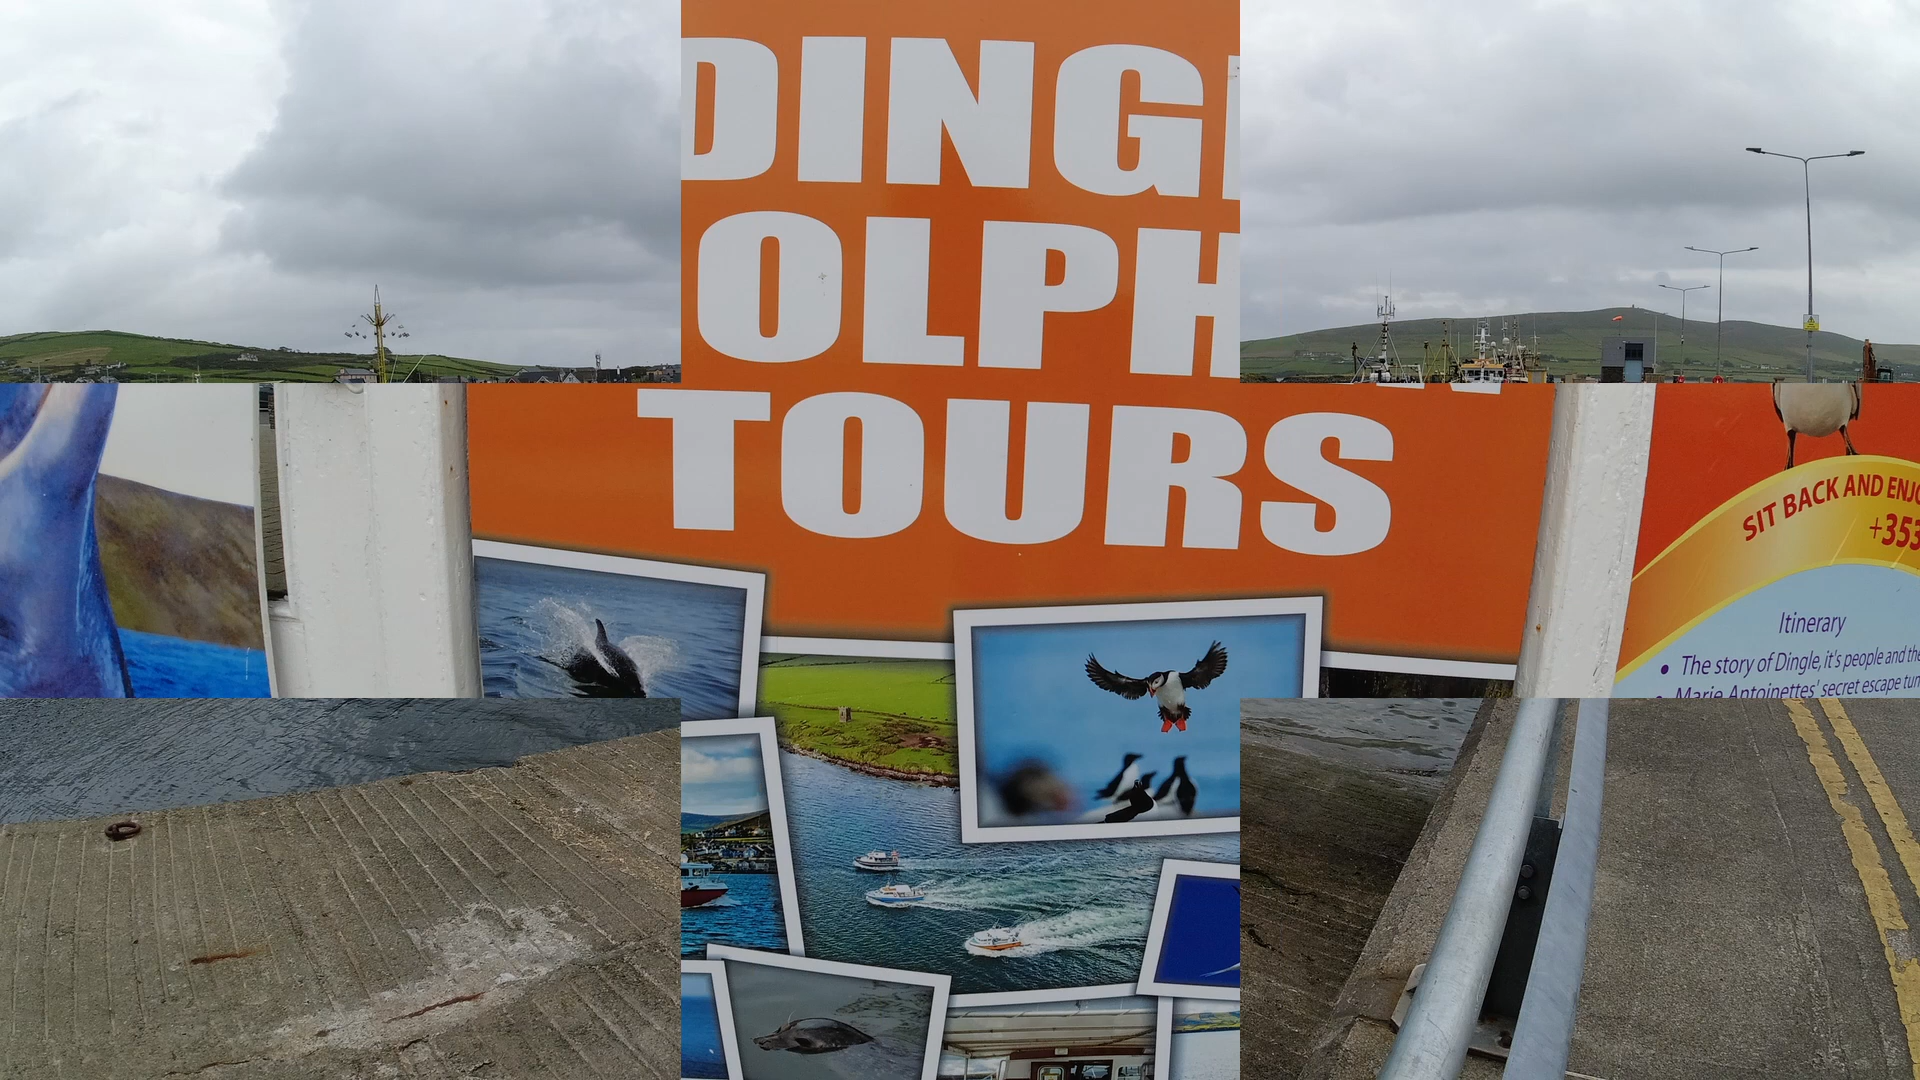 DINGL
OLPH
TOURS
SIT BACK AND ENJO
+353
Itinerary
• The story of Dingle, it's people and the
• Marie Antoinettes' secret escape tun